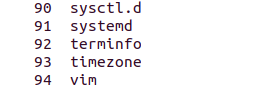 90 sysctl.d
91 systemd
92 terminfo
93 timezone
94 vim